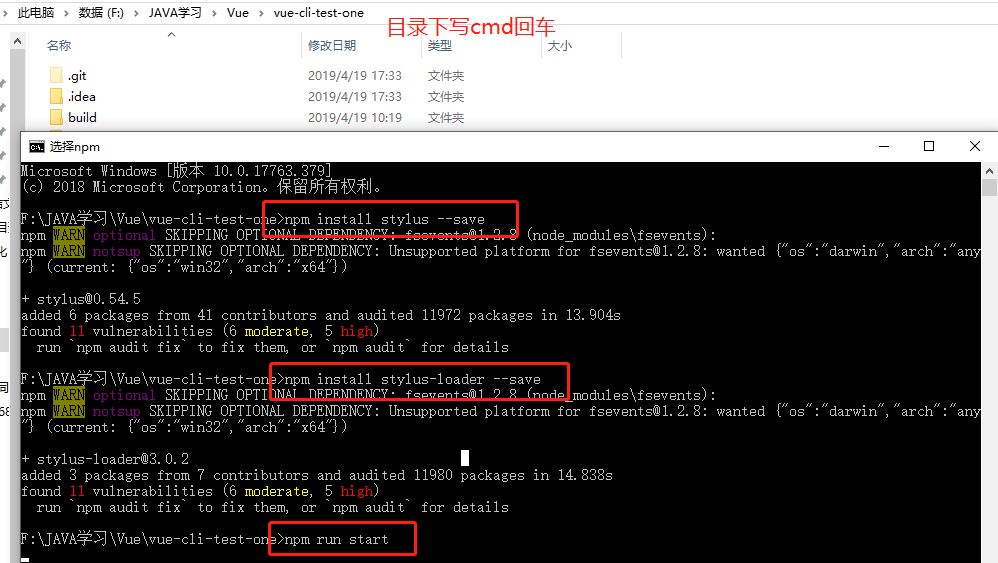 此电脑 > 数据 (F:) > JAVA学习 > Vue > vue-cli-test-one
目录下写cmd回车
名称 修改日期 类型 大小
.git 2019/4/19 17:33 文件夹
.idea 2019/4/19 17:33 文件夹
build 2019/4/19 10:19 文件夹
选择npm
Microsoft Windows [版本 10.0.17763.379]
(c) 2018 Microsoft Corporation。保留所有权利。
F:\JAVA学习\Vue\vue-cli-test-one>npm install stylus --save
npm WARN optional SKIPPING OPTIONAL DEPENDENCY: fsevents@1.2.8 (node_modules\fsevents):
npm WARN notsup SKIPPING OPTIONAL DEPENDENCY: Unsupported platform for fsevents@1.2.8: wanted {"os":"darwin","arch":"any
"} (current: {"os":"win32","arch":"x64"})
+ stylus@0.54.5
added 6 packages from 41 contributors and audited 11972 packages in 13.904s
found 11 vulnerabilities (6 moderate, 5 high)
run `npm audit fix` to fix them, or `npm audit` for details
F:\JAVA学习\Vue\vue-cli-test-one>npm install stylus-loader --save
npm WARN optional SKIPPING OPTIONAL DEPENDENCY: fsevents@1.2.8 (node_modules\fsevents):
npm WARN notsup SKIPPING OPTIONAL DEPENDENCY: Unsupported platform for fsevents@1.2.8: wanted {"os":"darwin","arch":"any
"} (current: {"os":"win32","arch":"x64"})
+ stylus-loader@3.0.2
added 3 packages from 7 contributors and audited 11980 packages in 14.838s
found 11 vulnerabilities (6 moderate, 5 high)
run `npm audit fix` to fix them, or `npm audit` for details
F:\JAVA学习\Vue\vue-cli-test-one>npm run start